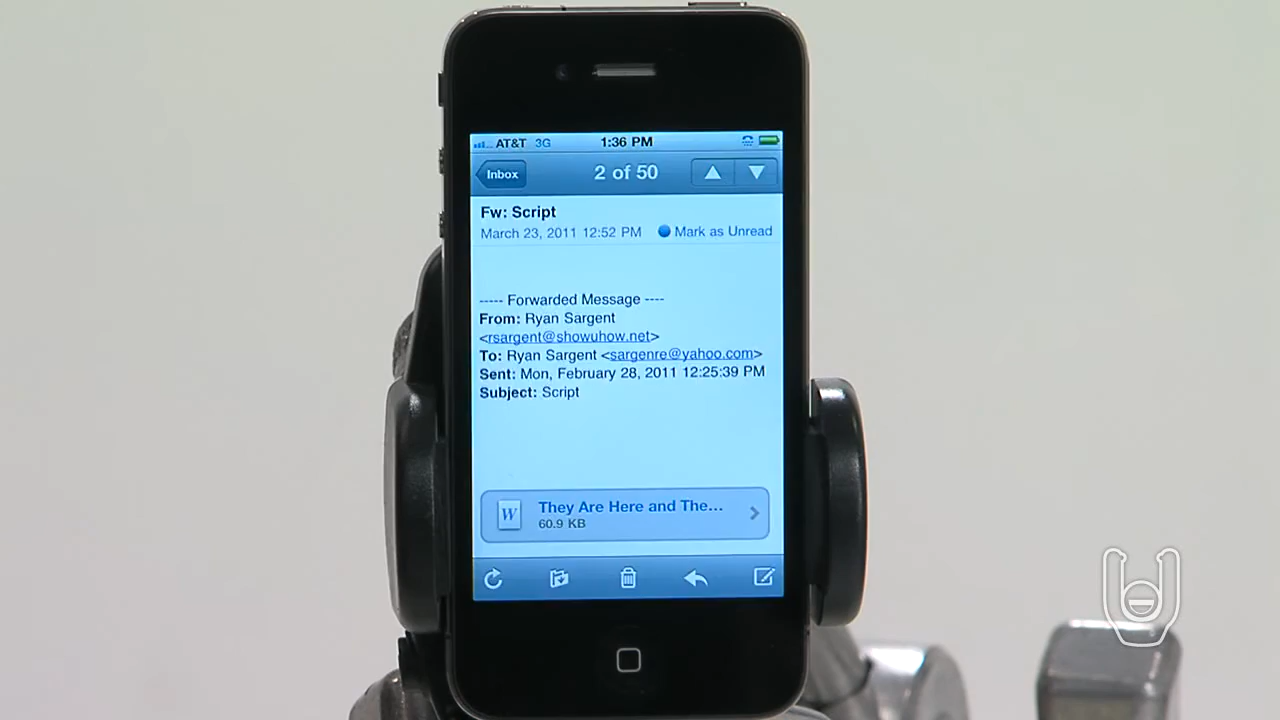 AT&T 3G 1:36 PM
Inbox 2 of 50
Fw: Script
March 23, 2011 12:52 PM Mark as Unread
----- Forwarded Message ----
From: Ryan Sargent
<rsargent@showuhow.net>
To: Ryan Sargent <sargenre@yahoo.com>
Sent: Mon, February 28, 2011 12:25:39 PM
Subject: Script
W They Are Here and The...
60.9 KB